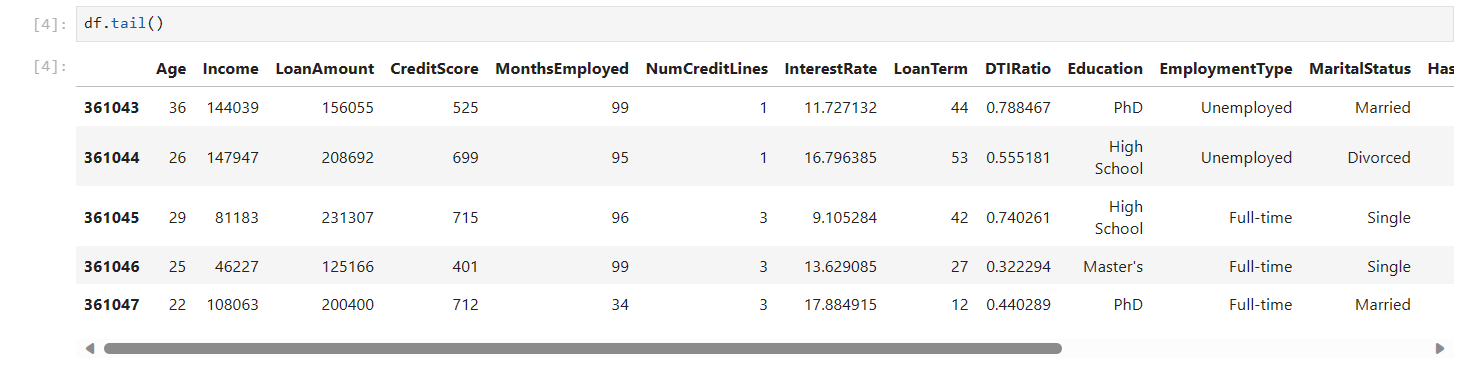 [4]: df.tail()
[4]: Age Income LoanAmount CreditScore MonthsEmployed NumCreditLines InterestRate LoanTerm DTIRatio Education EmploymentType MaritalStatus Has
361043 36 144039 156055 525 99 1 11.727132 44 0.788467 PhD Unemployed Married
361044 26 147947 208692 699 95 1 16.796385 53 0.555181 High School Unemployed Divorced
361045 29 81183 231307 715 96 3 9.105284 42 0.740261 High School Full-time Single
361046 25 46227 125166 401 99 3 13.629085 27 0.322294 Master's Full-time Single
361047 22 108063 200400 712 34 3 17.884915 12 0.440289 PhD Full-time Married